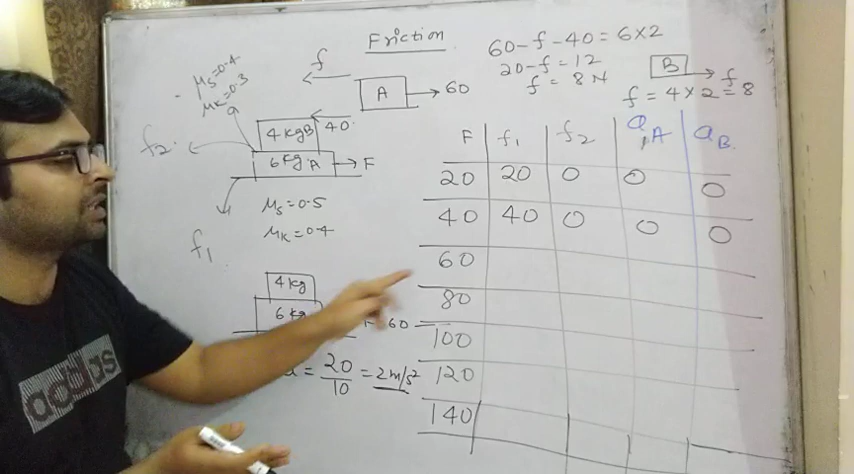 Friction
μs=0.4
μk=0.3
f
A → 60
60-f-40=6×2
20-f=12
f = 8N
B → f
f=4×2=8
f2
4kgB
40
6kg.A → F
f1
μs=0.5
μk=0.4
F f1 f2 aA aB
20 20 0 0 0
40 40 0 0 0
60
80
100
120
140
4kg
6kg
60
= 20/10 = 2m/s²
adidas